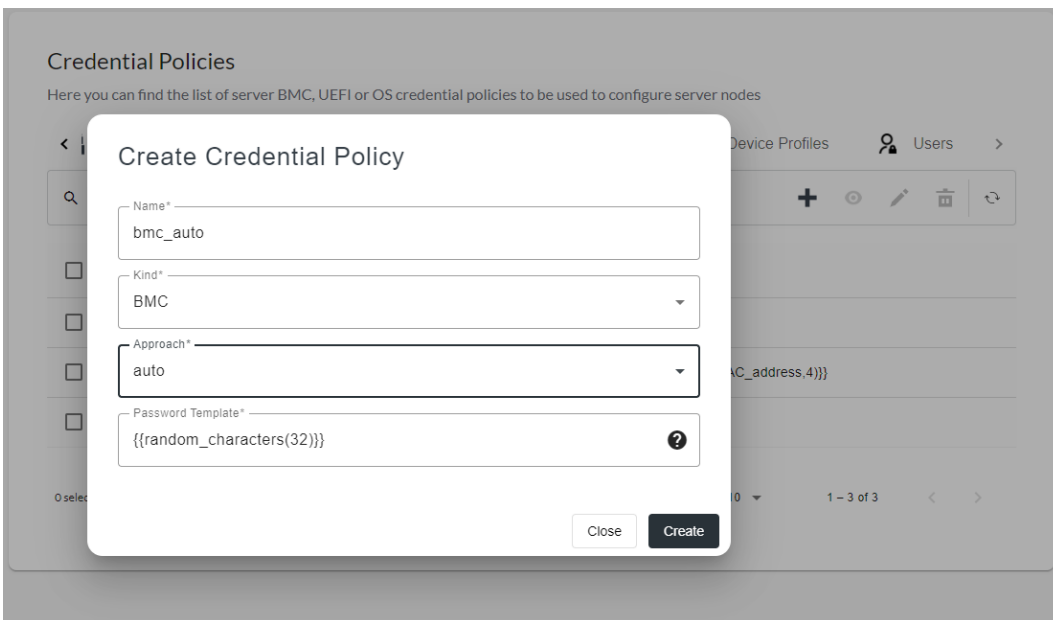 Credential Policies
Here you can find the list of server BMC, UEFI or OS credential policies to be used to configure server nodes
Device Profiles
Users
Create Credential Policy
Name*
bmc_auto
Kind*
BMC
Approach*
auto
AC_address,4)}}
Password Template*
{{random_characters(32)}}
0 selec
10
1 – 3 of 3
Close
Create